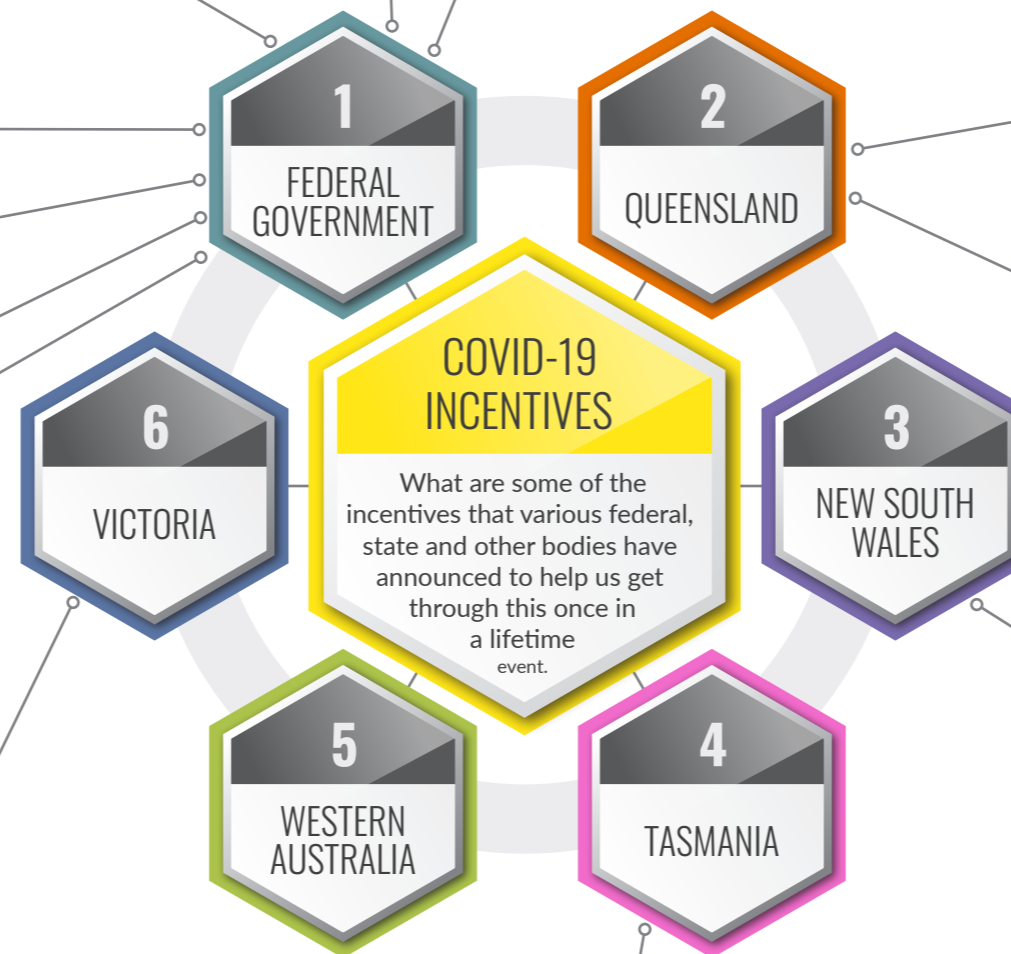 1
FEDERAL
GOVERNMENT
2
QUEENSLAND
COVID-19
INCENTIVES
What are some of the
incentives that various federal,
state and other bodies have
announced to help us get
through this once in
a lifetime
event.
3
NEW SOUTH
WALES
4
TASMANIA
5
WESTERN
AUSTRALIA
6
VICTORIA